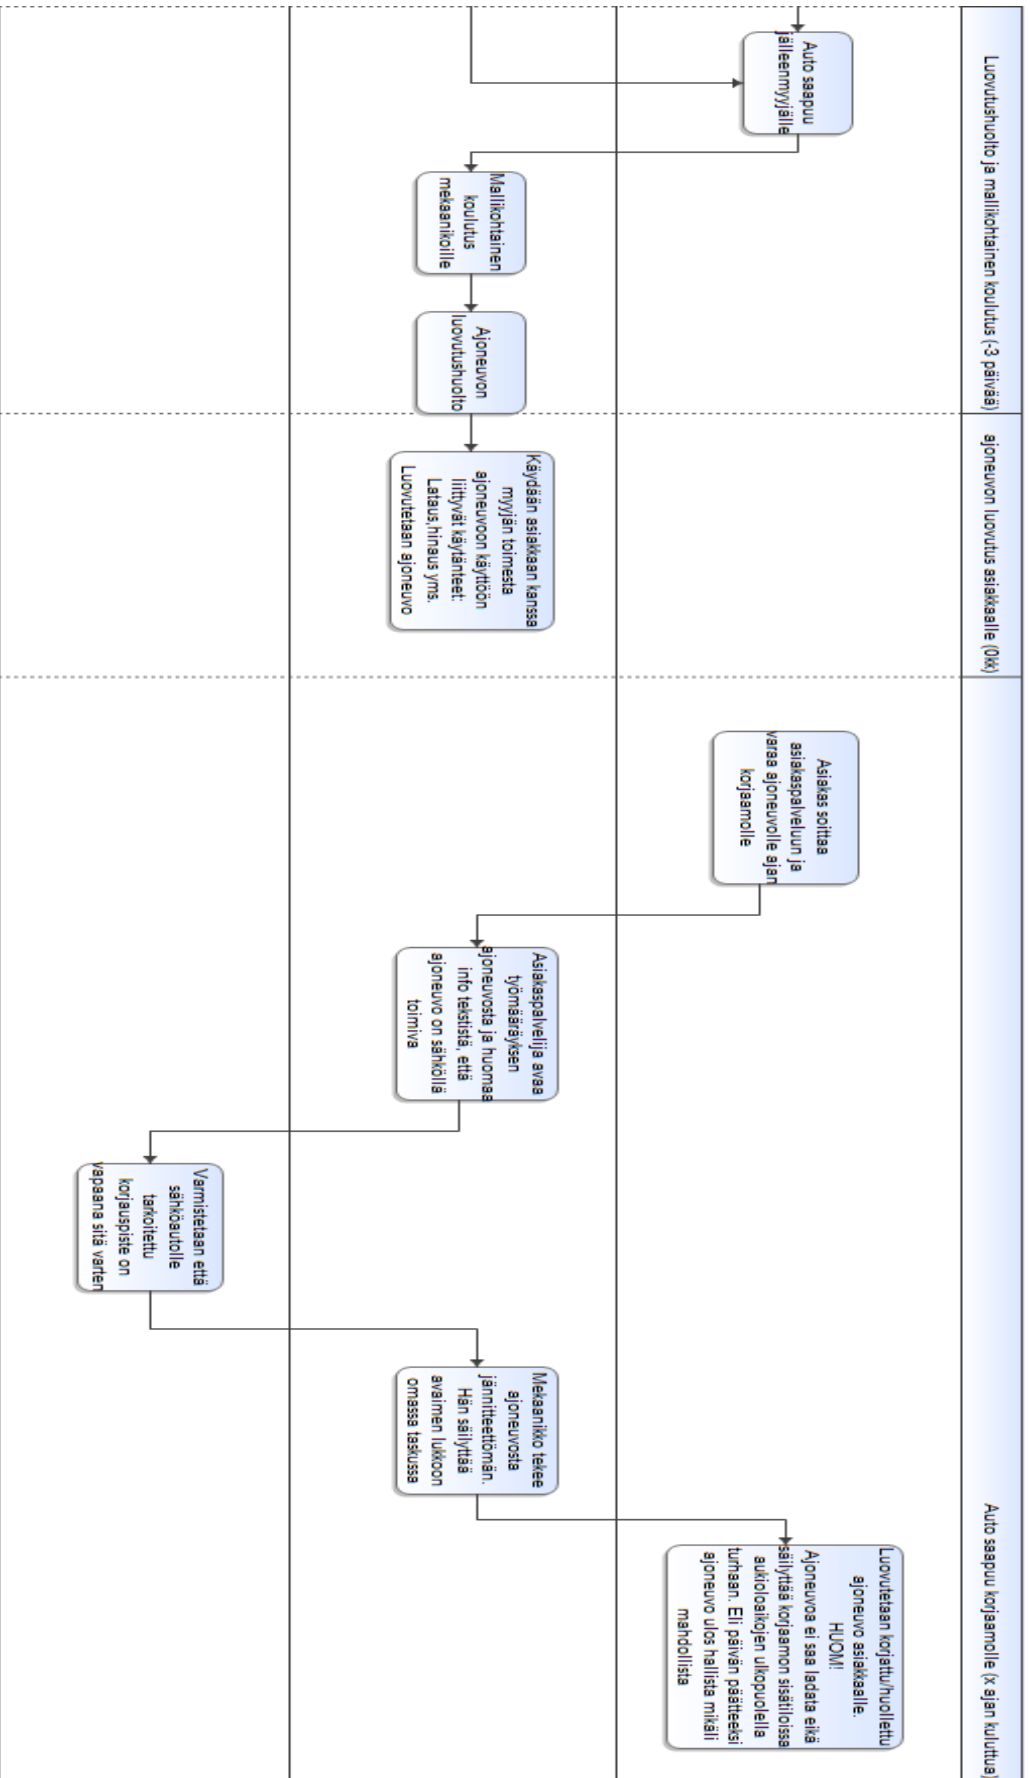 Luovutushuolto ja mallikohtainen koulutus (-3 päivää)
ajoneuvon luovutus asiakkaalle (0kk)
Auto saapuu korjaamolle (x ajan kuluttua)
Auto saapuu
jälleenmyyjälle
Mallikohtainen
koulutus
mekaanikoille
Ajoneuvon
luovutushuolto
Käydään asiakkaan kanssa
myyjän toimesta
ajoneuvoon käyttöön
liittyvät käytänteet:
Lataus,hinaus yms.
Luovutetaan ajoneuvo
Asiakas soittaa
asiakaspalveluun ja
varaa ajoneuvolle ajan
korjaamolle
Asiakaspalvelija avaa
työmääräyksen
ajoneuvosta ja huomaa
info tekstistä, että
ajoneuvo on sähköllä
toimiva
Varmistetaan että
sähköautolle
tarkoitettu
korjauspiste on
vapaana sitä varten
Mekaanikko tekee
ajoneuvosta
jännitteettömän.
Hän säilyttää
avaimen lukkoon
omassa taskussa
Luovutetaan korjattu/huollettu
ajoneuvo asiakkaalle.
HUOM!
Ajoneuvoa ei saa ladata eikä
säilyttää korjaamon sisätiloissa
aukioloaikojen ulkopuolella
turhaan. Eli päivän päätteeksi
ajoneuvo ulos hallista mikäli
mahdollista